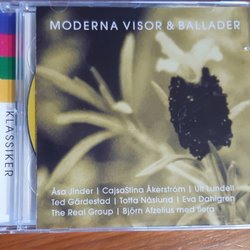 MODERNA VISOR & BALLADER
KLASSIKER
Åsa Jinder | CajsaStina Åkerström | Ulf Lundell
Ted Gärdestad | Totta Näslund | Eva Dahlgren
The Real Group | Björn Afzelius med flera